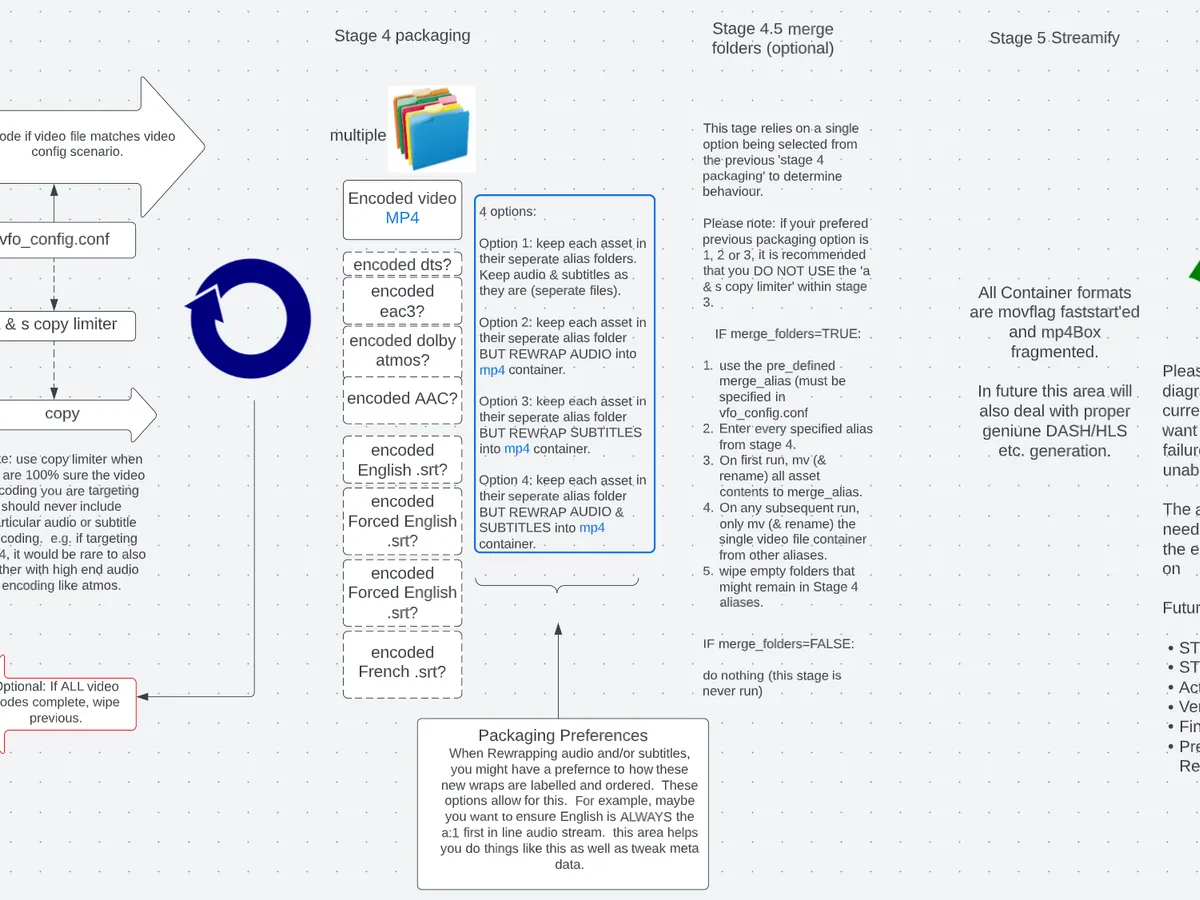 Stage 4 packaging
Stage 4.5 merge
folders (optional)
Stage 5 Streamify
ode if video file matches video
config scenario.
vfo_config.conf
& s copy limiter
copy
te: use copy limiter when
are 100% sure the video
coding you are targeting
should never include
rticular audio or subtitle
coding. e.g. if targeting
4, it would be rare to also
ther with high end audio
encoding like atmos.
Optional: If ALL video
odes complete, wipe
previous.
multiple
Encoded video
MP4
encoded dts?
encoded
eac3?
encoded dolby
atmos?
encoded AAC?
encoded
English .srt?
encoded
Forced English
.srt?
encoded
Forced English
.srt?
encoded
French .srt?
4 options:
Option 1: keep each asset in
their seperate alias folders.
Keep audio & subtitles as
they are (seperate files).
Option 2: keep each asset in
their seperate alias folder
BUT REWRAP AUDIO into
mp4 container.
Option 3: keep each asset in
their seperate alias folder
BUT REWRAP SUBTITLES
into mp4 container.
Option 4: keep each asset in
their seperate alias folder
BUT REWRAP AUDIO &
SUBTITLES into mp4
container.
Packaging Preferences
When Rewrapping audio and/or subtitles,
you might have a prefernce to how these
new wraps are labelled and ordered. These
options allow for this. For example, maybe
you want to ensure English is ALWAYS the
a:1 first in line audio stream. this area helps
you do things like this as well as tweak meta
data.
This tage relies on a single
option being selected from
the previous 'stage 4
packaging' to determine
behaviour.
Please note: if your prefered
previous packaging option is
1, 2 or 3, it is recommended
that you DO NOT USE the 'a
& s copy limiter' within stage
3.
IF merge_folders=TRUE:
1. use the pre_defined
merge_alias (must be
specified in
vfo_config.conf
2. Enter every specified alias
from stage 4.
3. On first run, mv (&
rename) all asset
contents to merge_alias.
4. On any subsequent run,
only mv (& rename) the
single video file container
from other aliases.
5. wipe empty folders that
might remain in Stage 4
aliases.
IF merge_folders=FALSE:
do nothing (this stage is
never run)
All Container formats
are movflag faststart'ed
and mp4Box
fragmented.
In future this area will
also deal with proper
geniune DASH/HLS
etc. generation.
Pleas
diagr
curre
want
failure
unab
The a
need
the e
on
Futur
• ST
• ST
• Act
• Ver
• Fin
• Pre
Re